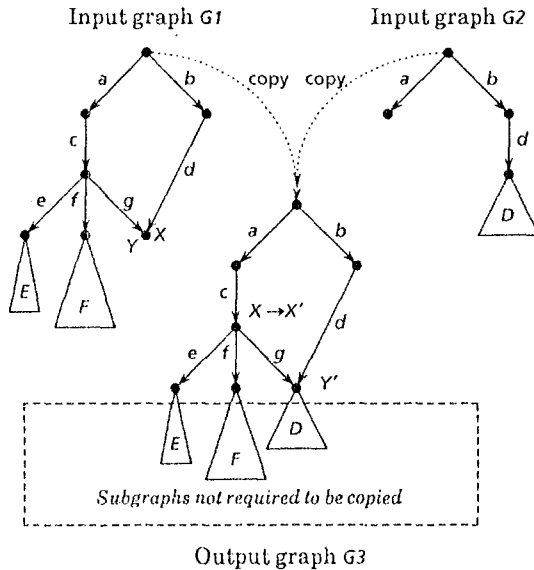 Input graph G1
Input graph G2
a
b
copy
copy
a
b
c
d
d
e
f
g
Y
X
D
E
F
a
b
c
X → X'
d
e
f
g
Y'
E
F
D
Subgraphs not required to be copied
Output graph G3